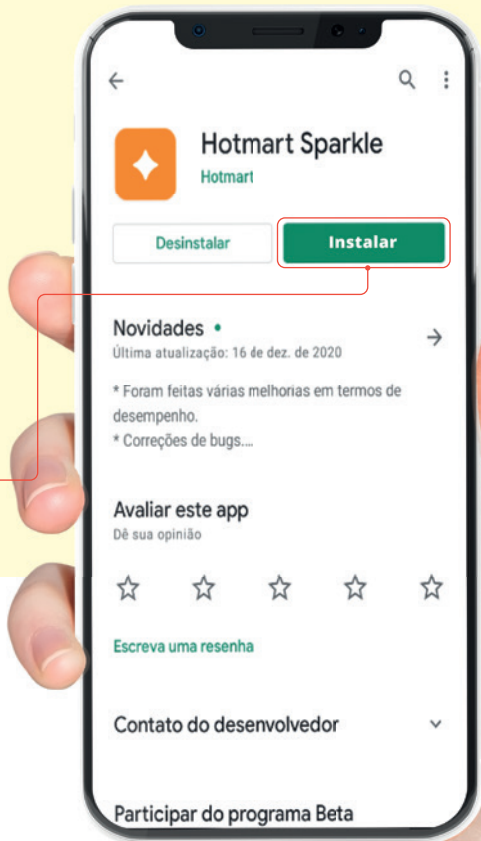 Hotmart Sparkle
Hotmart
Desinstalar
Instalar
Novidades •
Última atualização: 16 de dez. de 2020
* Foram feitas várias melhorias em termos de
desempenho.
* Correções de bugs....
Avaliar este app
Dê sua opinião
Escreva uma resenha
Contato do desenvolvedor
Participar do programa Beta